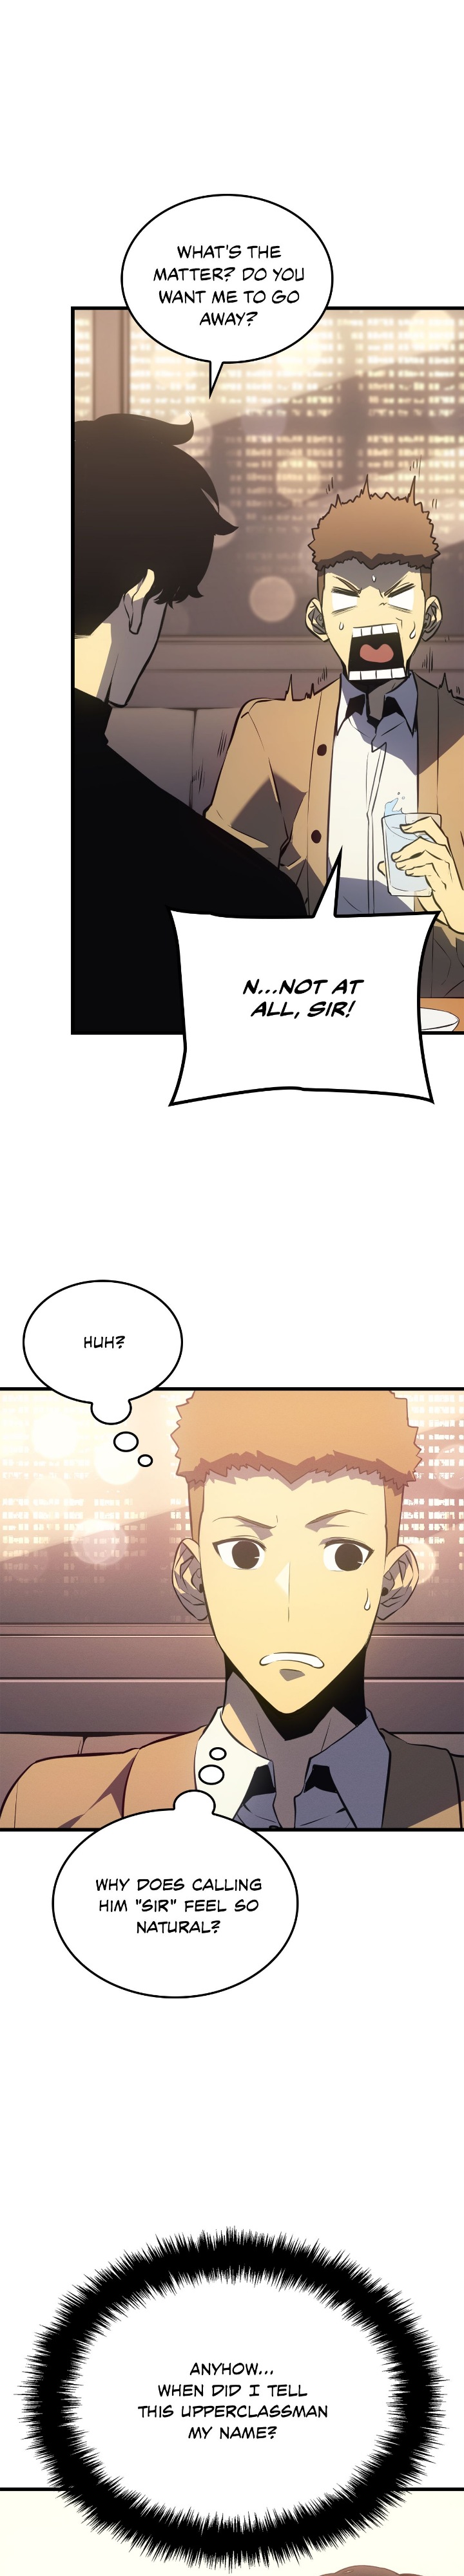 WHAT'S THE
MATTER? DO YOU
WANT ME TO GO
AWAY?
N...NOT AT
ALL, SIR!
HUH?
WHY DOES CALLING
HIM "SIR" FEEL SO
NATURAL?
ANYHOW...
WHEN DID I TELL
THIS UPPERCLASSMAN
MY NAME?